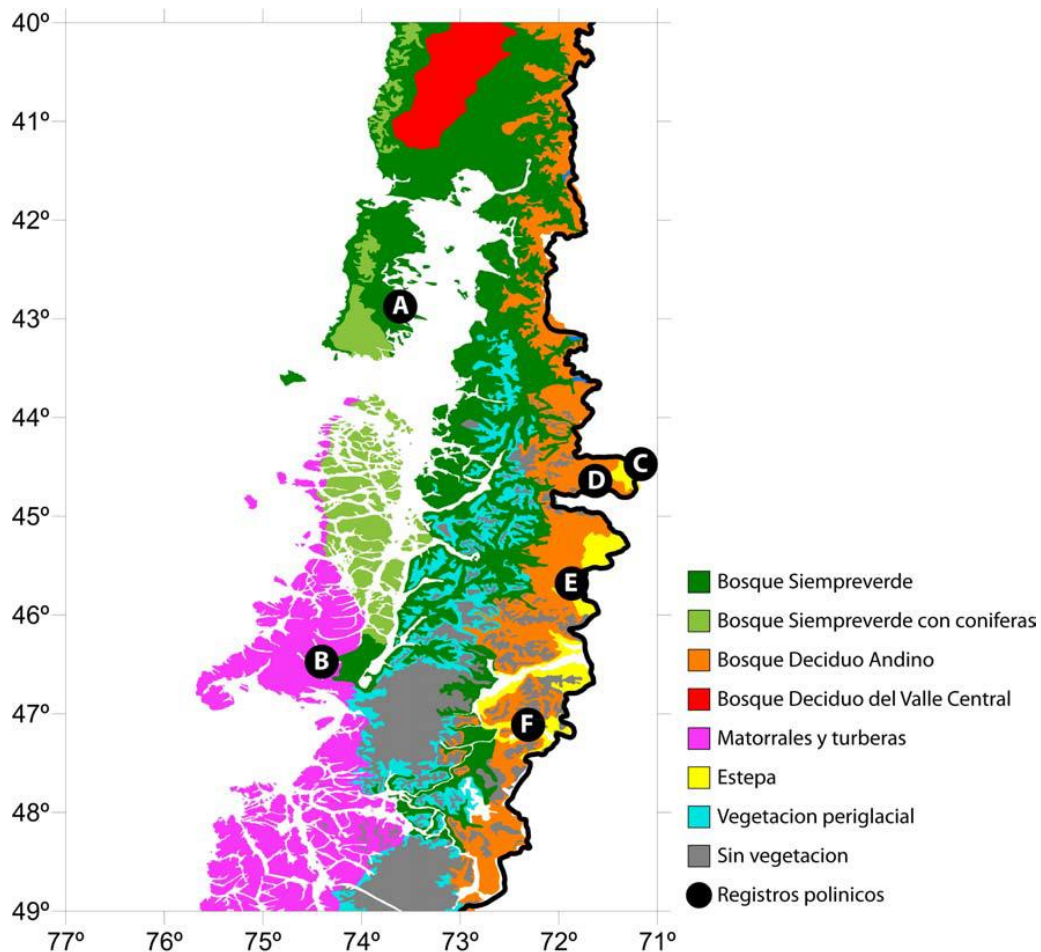 40º
41º
42º
43º
44º
45º
46º
47º
48º
49º
77º 76º 75º 74º 73º 72º 71º
A
B
C
D
E
F
Bosque Siempreverde
Bosque Siempreverde con coniferas
Bosque Deciduo Andino
Bosque Deciduo del Valle Central
Matorrales y turberas
Estepa
Vegetacion periglacial
Sin vegetacion
Registros polinicos